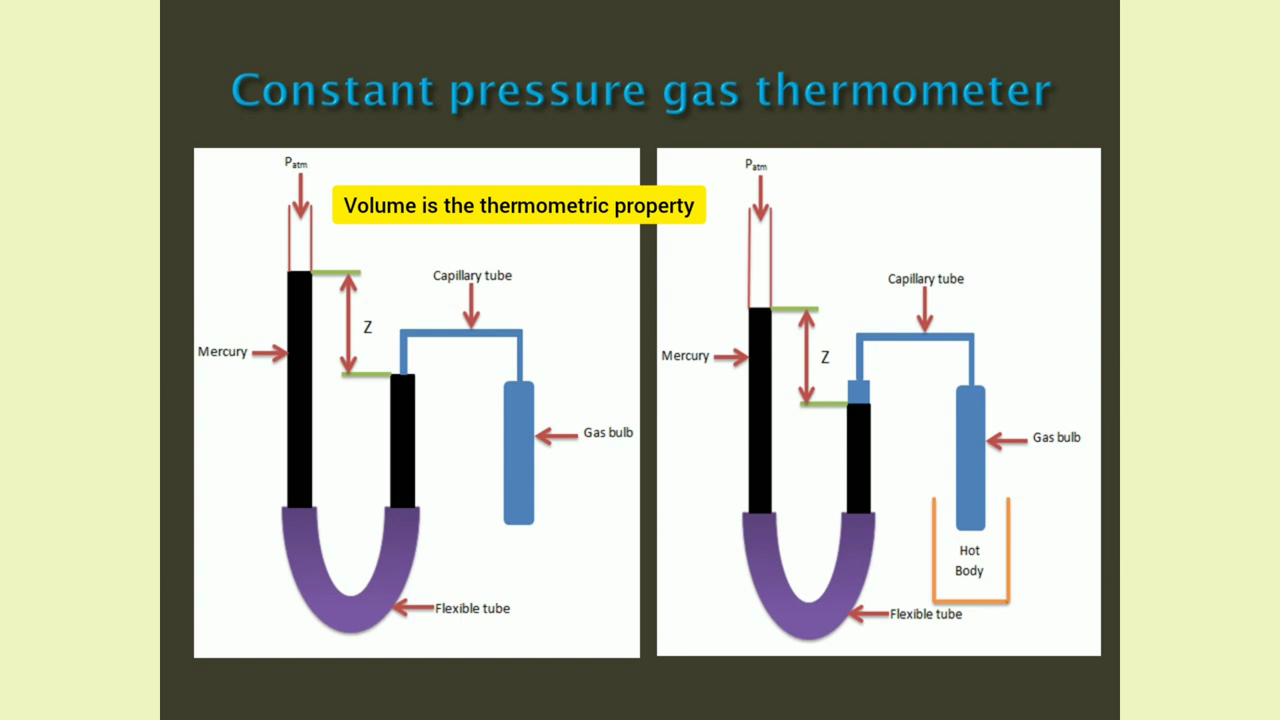 Constant pressure gas thermometer
Patm
Volume is the thermometric property
Capillary tube
Z
Mercury
Gas bulb
Flexible tube
Patm
Capillary tube
Mercury
Z
Gas bulb
Hot
Body
Flexible tube